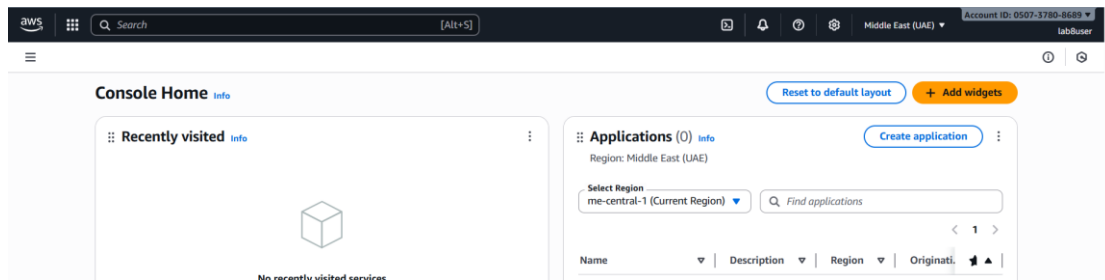 aws Search [Alt+S] Middle East (UAE) Account ID: 0507-3780-8689
lab8user
Console Home Info Reset to default layout + Add widgets
Recently visited Info
Applications (0) Info Create application
Region: Middle East (UAE)
Select Region
me-central-1 (Current Region) Find applications
1
Name Description Region Originati.
No recently visited services